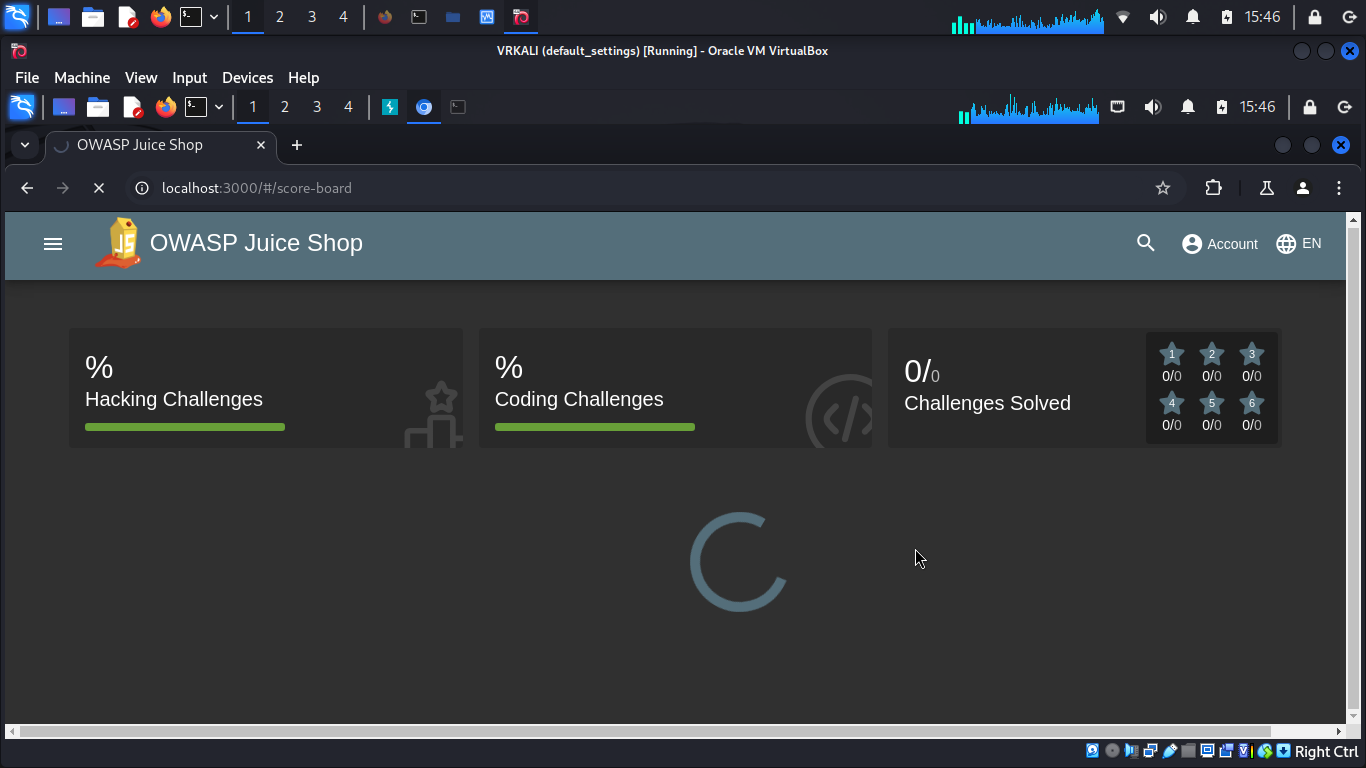 1 2 3 4 15:46
VRKALI (default_settings) [Running] - Oracle VM VirtualBox
File Machine View Input Devices Help
1 2 3 4 15:46
OWASP Juice Shop
localhost:3000/#/score-board
JS OWASP Juice Shop Account EN
%
Hacking Challenges
%
Coding Challenges
0/0
Challenges Solved
1 2 3
0/0 0/0 0/0
4 5 6
0/0 0/0 0/0
Right Ctrl